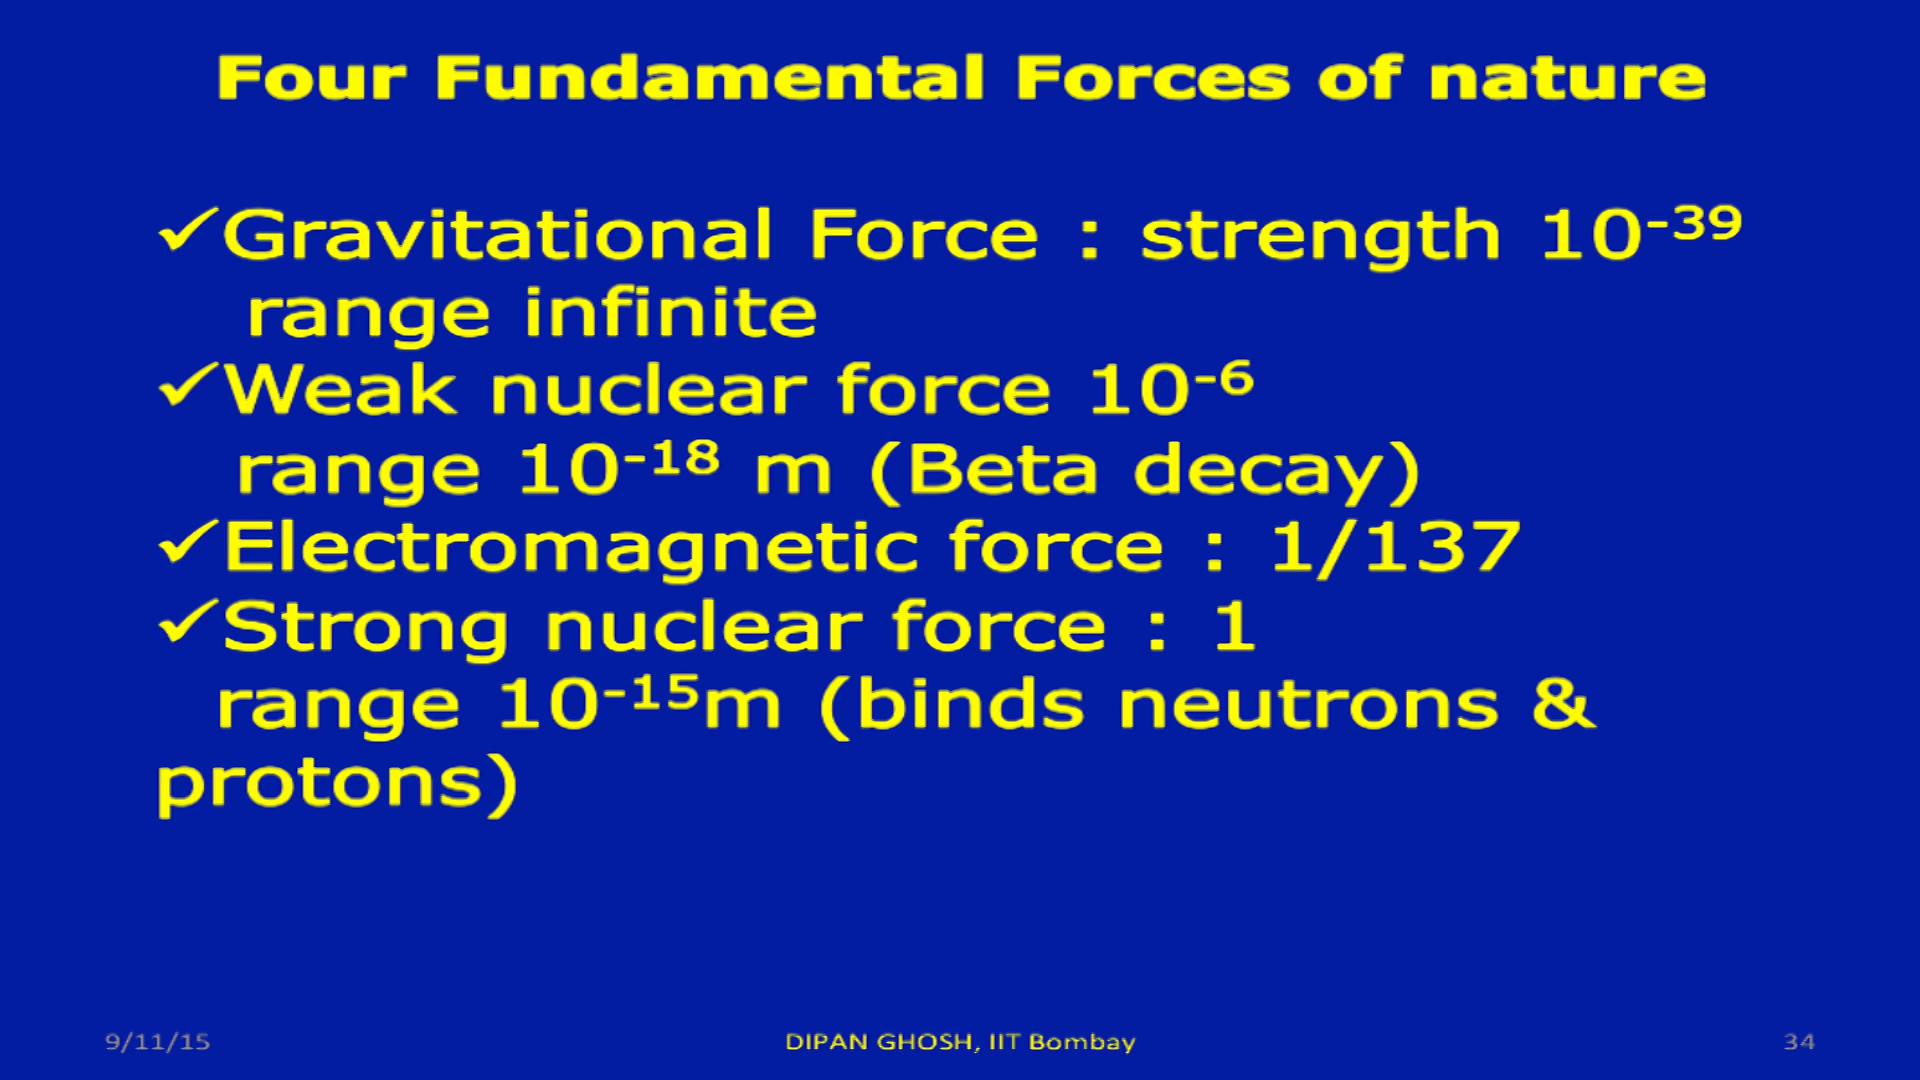 Four Fundamental Forces of nature
✓Gravitational Force : strength 10⁻³⁹
range infinite
✓Weak nuclear force 10⁻⁶
range 10⁻¹⁸ m (Beta decay)
✓Electromagnetic force : 1/137
✓Strong nuclear force : 1
range 10⁻¹⁵m (binds neutrons &
protons)
9/11/15
DIPAN GHOSH, IIT Bombay
34